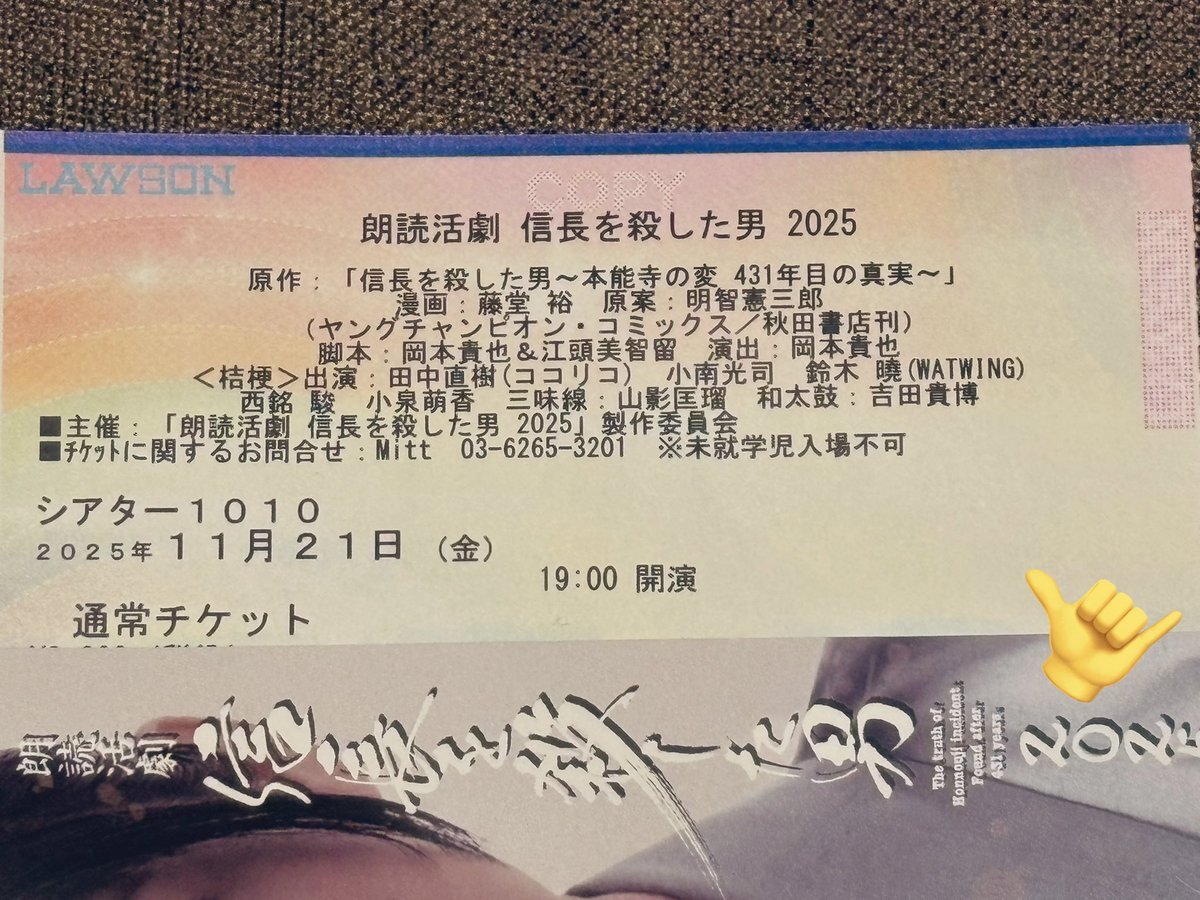 LAWSON
COPY
朗読活劇 信長を殺した男 2025
原作：「信長を殺した男～本能寺の変 431年目の真実～」
漫画：藤堂 裕 原案：明智憲三郎
(ヤングチャンピオン・コミックス／秋田書店刊)
脚本：岡本貴也＆江頭美智留 演出：岡本貴也
＜桔梗＞出演：田中直樹(ココリコ) 小南光司 鈴木 曉(WATWING)
西銘 駿 小泉萌香 三味線：山影匡瑠 和太鼓：吉田貴博
■主催：「朗読活劇 信長を殺した男 2025」製作委員会
■ﾁｹｯﾄに関するお問合せ：Mitt 03-6265-3201 ※未就学児入場不可
シアター１０１０
２０２５年 １１月２１日 （金）
19:00 開演
通常チケット
朗読活劇 信長を殺した男 2025
The truth of
Honnouji incident
Found after
431 years